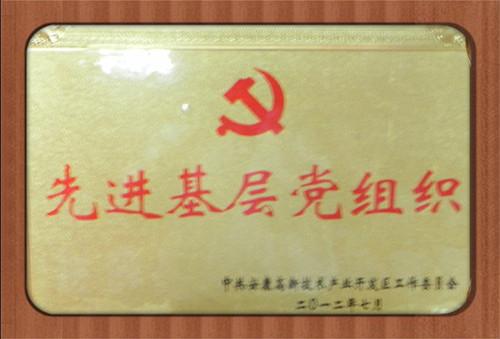 先进基层党组织
中共安康高新技术产业开发区工作委员会
二〇一二年七月